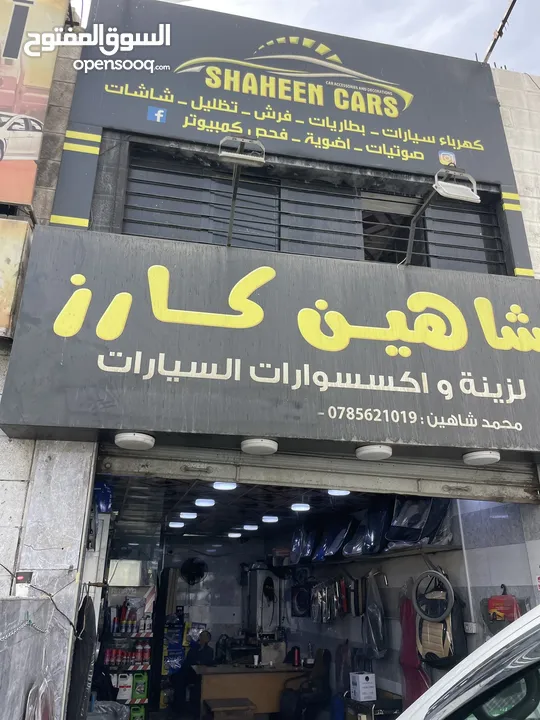 السوق المفتوح
opensooq.com
SHAHEEN CARS
CAR ACCESSORIES AND DECORATIONS
كهرباء سيارات - بطاريات - فرش - تظليل - شاشات
صوتيات - اضوية - فحص كمبيوتر
شاهين كارز
لزينة و اكسسوارات السيارات
محمد شاهين : 0785621019 -